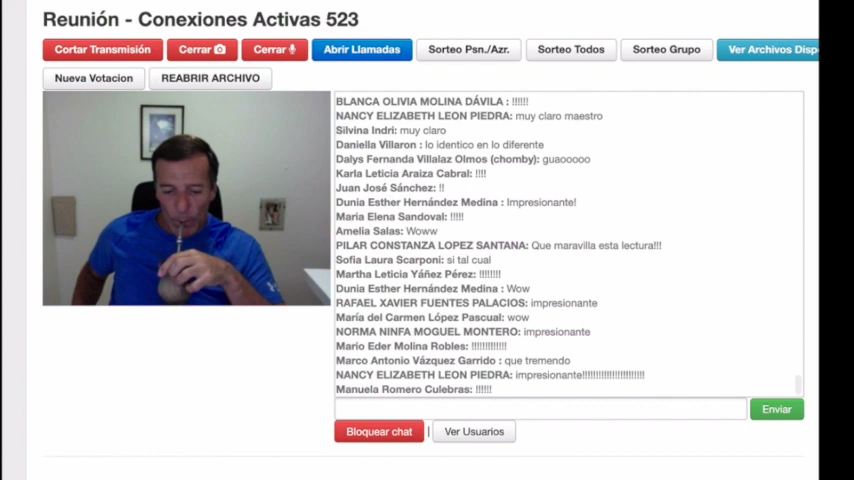 Reunión - Conexiones Activas 523
Cortar Transmisión Cerrar Cerrar Abrir Llamadas Sorteo Psn./Azr. Sorteo Todos Sorteo Grupo Ver Archivos Disp
Nueva Votacion REABRIR ARCHIVO
BLANCA OLIVIA MOLINA DÁVILA : !!!!!!
NANCY ELIZABETH LEON PIEDRA: muy claro maestro
Silvina Indri: muy claro
Daniella Villaron : lo identico en lo diferente
Dalys Fernanda Villalaz Olmos (chomby): guaooooo
Karla Leticia Araiza Cabral: !!!!
Juan José Sánchez: !!
Dunia Esther Hernández Medina : Impresionante!
Maria Elena Sandoval: !!!!!
Amelia Salas: Woww
PILAR CONSTANZA LOPEZ SANTANA: Que maravilla esta lectura!!!
Sofia Laura Scarponi: si tal cual
Martha Leticia Yáñez Pérez: !!!!!!!!
Dunia Esther Hernández Medina : Wow
RAFAEL XAVIER FUENTES PALACIOS: impresionante
María del Carmen López Pascual: wow
NORMA NINFA MOGUEL MONTERO: impresionante
Mario Eder Molina Robles: !!!!!!!!!!!!!
Marco Antonio Vázquez Garrido : que tremendo
NANCY ELIZABETH LEON PIEDRA: impresionante!!!!!!!!!!!!!!!!!!!!!!!
Manuela Romero Culebras: !!!!!!
Enviar
Bloquear chat | Ver Usuarios